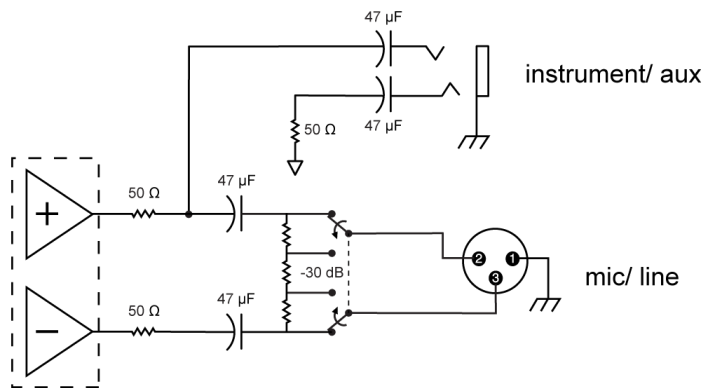 47 µF
instrument/ aux
50 Ω
47 µF
50 Ω
47 µF
+
-30 dB
2
1
3
mic/ line
50 Ω
47 µF
−